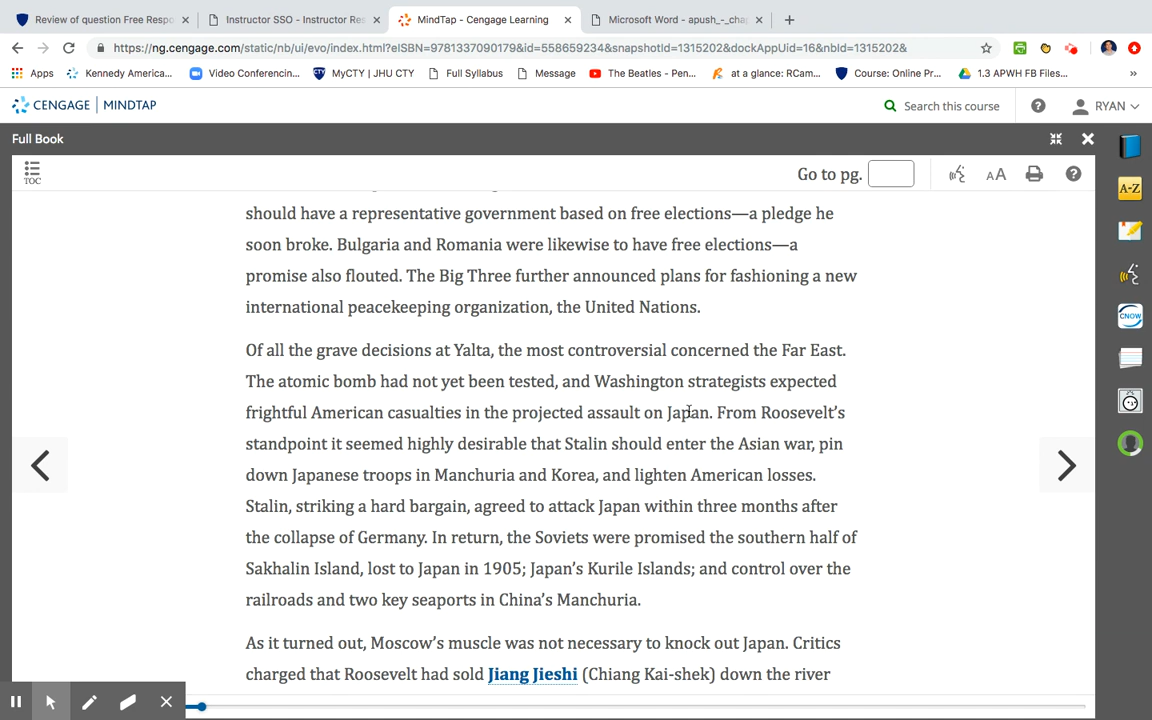 Review of question Free Respo
Instructor SSO - Instructor Res
MindTap - Cengage Learning
Microsoft Word - apush_-_chap
https://ng.cengage.com/static/nb/ui/evo/index.html?eISBN=9781337090179&id=558659234&snapshotId=1315202&dockAppUid=16&nbId=1315202&
Apps
Kennedy America...
Video Conferencin...
MyCTY | JHU CTY
Full Syllabus
Message
The Beatles - Pen...
at a glance: RCam...
Course: Online Pr...
1.3 APWH FB Files...
»
CENGAGE | MINDTAP
Search this course
RYAN
Full Book
TOC
Go to pg.
AA
A-Z
CNOW
should have a representative government based on free elections—a pledge he
soon broke. Bulgaria and Romania were likewise to have free elections—a
promise also flouted. The Big Three further announced plans for fashioning a new
international peacekeeping organization, the United Nations.
Of all the grave decisions at Yalta, the most controversial concerned the Far East.
The atomic bomb had not yet been tested, and Washington strategists expected
frightful American casualties in the projected assault on Japan. From Roosevelt's
standpoint it seemed highly desirable that Stalin should enter the Asian war, pin
down Japanese troops in Manchuria and Korea, and lighten American losses.
Stalin, striking a hard bargain, agreed to attack Japan within three months after
the collapse of Germany. In return, the Soviets were promised the southern half of
Sakhalin Island, lost to Japan in 1905; Japan's Kurile Islands; and control over the
railroads and two key seaports in China's Manchuria.
As it turned out, Moscow's muscle was not necessary to knock out Japan. Critics
charged that Roosevelt had sold Jiang Jieshi (Chiang Kai-shek) down the river